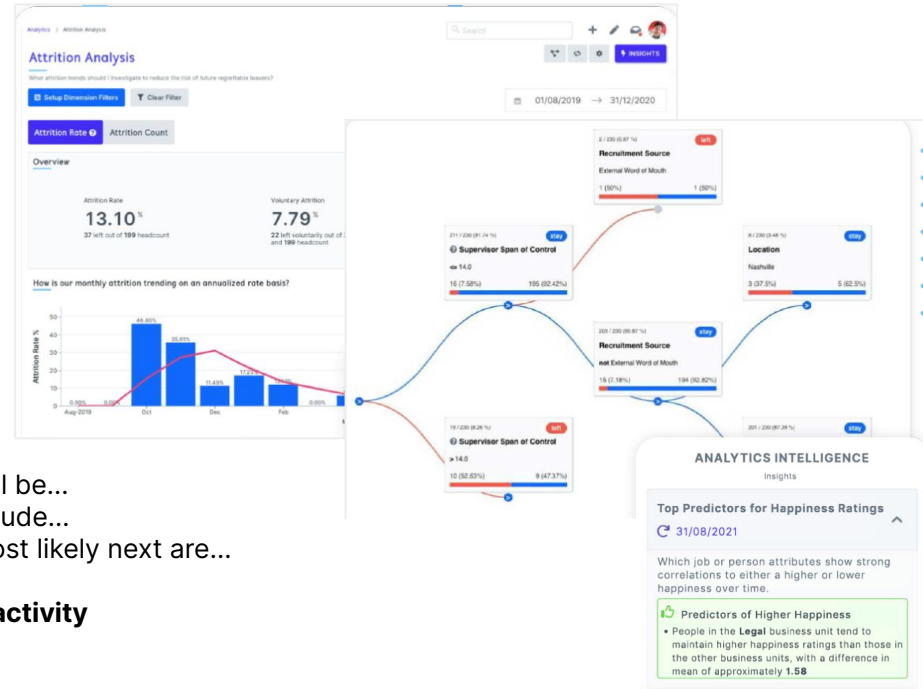 Analytics / Attrition Analysis
Search
Attrition Analysis
INSIGHTS
What attrition trends should I investigate to reduce the risk of future regrettable leavers?
Setup Dimension Filters
Clear Filter
01/08/2019 → 31/12/2020
Attrition Rate
Attrition Count
Overview
Attrition Rate
13.10 %
37 left out of 199 headcount
Voluntary Attrition
7.79 %
22 left voluntarily out of
and 199 headcount
How is our monthly attrition trending on an annualized rate basis?
Attrition Rate %
50
40
30
20
10
0
0.00%
0.00%
46.40%
35.65%
11.49%
0.00%
Aug-2019
Oct
Dec
Feb
2 / 230 (0.87 %)
left
Recruitment Source
External Word of Mouth
1 (50%)
1 (50%)
211 / 230 (91.74 %)
stay
Supervisor Span of Control
<= 14.0
16 (7.58%)
195 (92.42%)
8 / 230 (3.48 %)
stay
Location
Nashville
3 (37.5%)
5 (62.5%)
209 / 230 (90.87 %)
stay
Recruitment Source
not External Word of Mouth
15 (7.18%)
194 (92.82%)
19 / 230 (8.26 %)
left
Supervisor Span of Control
> 14.0
10 (52.63%)
9 (47.37%)
201 / 230 (87.39 %)
stay
l be...
ude...
ost likely next are...
activity
ANALYTICS INTELLIGENCE
Insights
Top Predictors for Happiness Ratings
31/08/2021
Which job or person attributes show strong
correlations to either a higher or lower
happiness over time.
Predictors of Higher Happiness
• People in the Legal business unit tend to
maintain higher happiness ratings than those in
the other business units, with a difference in
mean of approximately 1.58